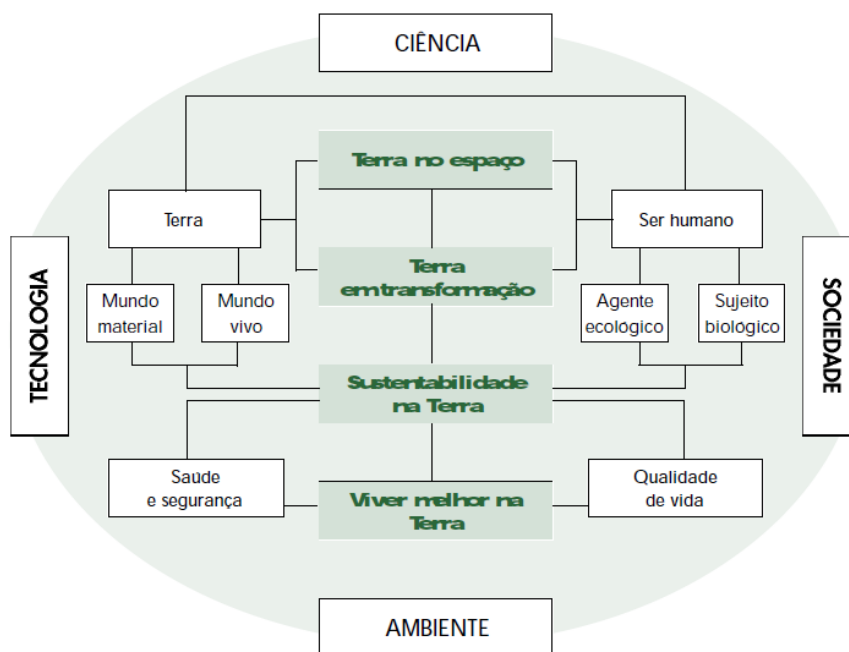 CIÊNCIA
Terra no espaço
Terra
Ser humano
Terra
em transformação
TECNOLOGIA
Mundo
material
Mundo
vivo
Agente
ecológico
Sujeito
biológico
SOCIEDADE
Sustentabilidade
na Terra
Saúde
e segurança
Viver melhor na
Terra
Qualidade
de vida
AMBIENTE